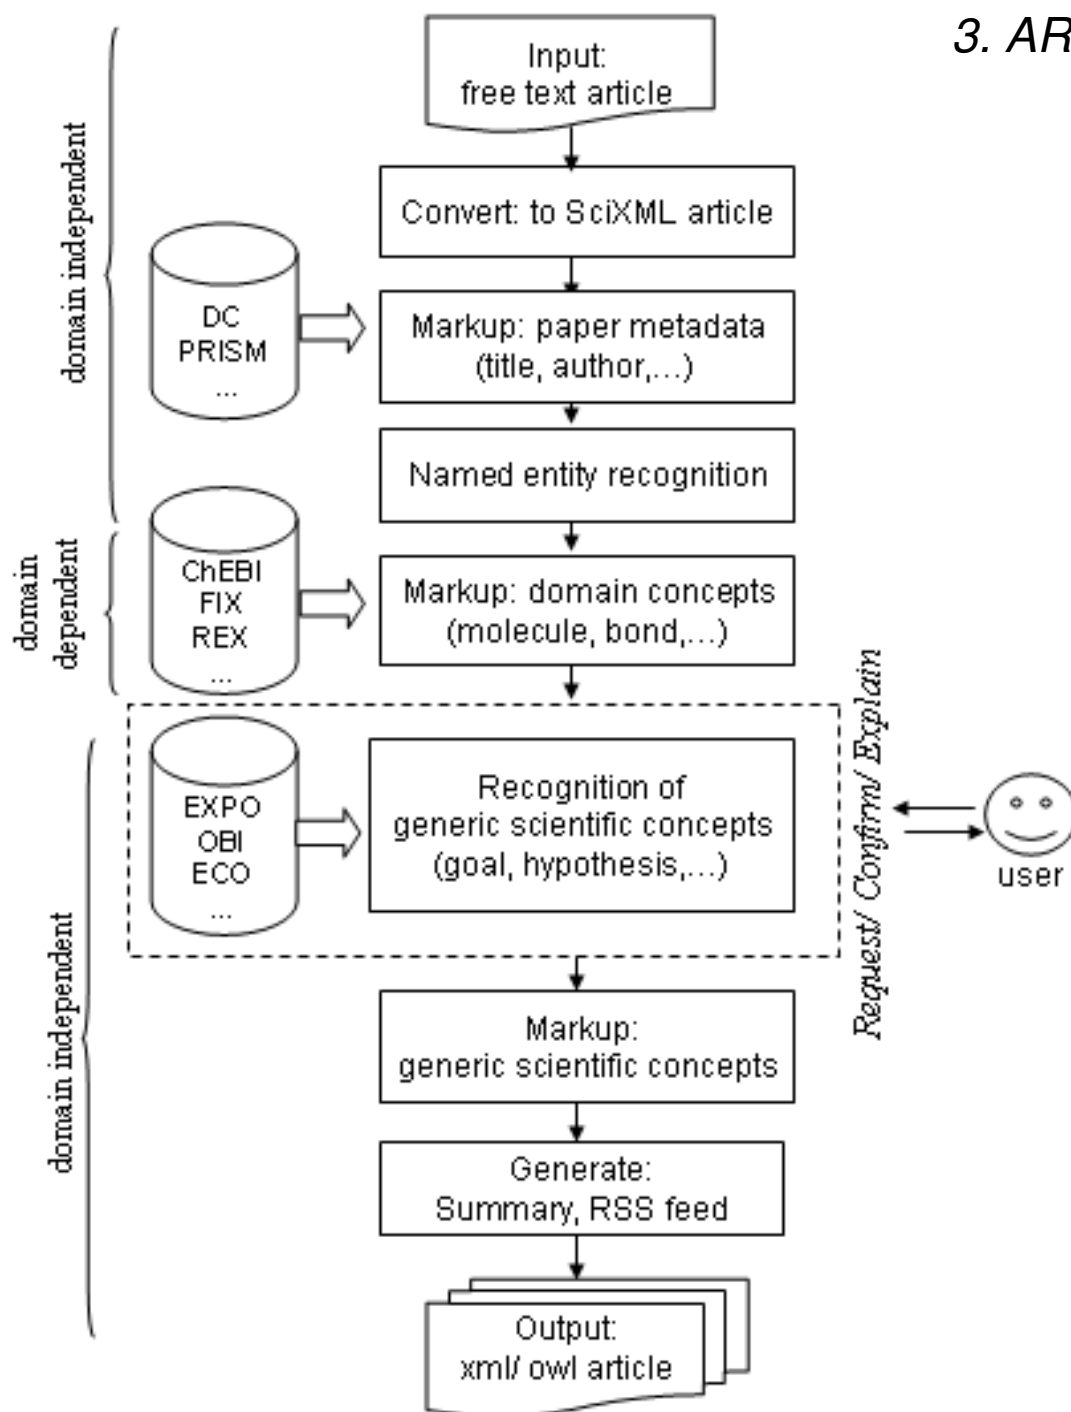 3. AR
Input:
free text article
domain independent
Convert: to SciXML article
DC
PRISM
...
Markup: paper metadata
(title, author,...)
Named entity recognition
domain
dependent
ChEBI
FIX
REX
...
Markup: domain concepts
(molecule, bond,...)
domain independent
EXPO
OBI
ECO
...
Recognition of
generic scientific concepts
(goal, hypothesis,...)
Request/ Confirm/ Explain
user
Markup:
generic scientific concepts
Generate:
Summary, RSS feed
Output:
xml/ owl article